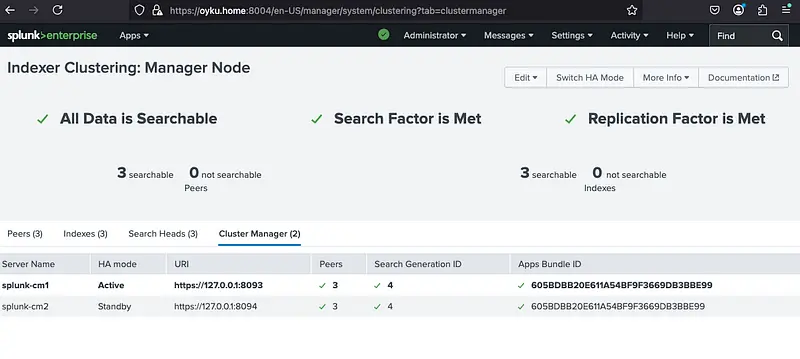 https://oyku.home:8004/en-US/manager/system/clustering?tab=clustermanager
splunk>enterprise Apps Administrator Messages Settings Activity Help Find
Indexer Clustering: Manager Node
Edit Switch HA Mode More Info Documentation
All Data is Searchable Search Factor is Met Replication Factor is Met
3 searchable 0 not searchable 3 searchable 0 not searchable
Peers Indexes
Peers (3) Indexes (3) Search Heads (3) Cluster Manager (2)
Server Name HA mode URI Peers Search Generation ID Apps Bundle ID
splunk-cm1 Active https://127.0.0.1:8093 3 4 605BDBB20E611A54BF9F3669DB3BBE99
splunk-cm2 Standby https://127.0.0.1:8094 3 4 605BDBB20E611A54BF9F3669DB3BBE99